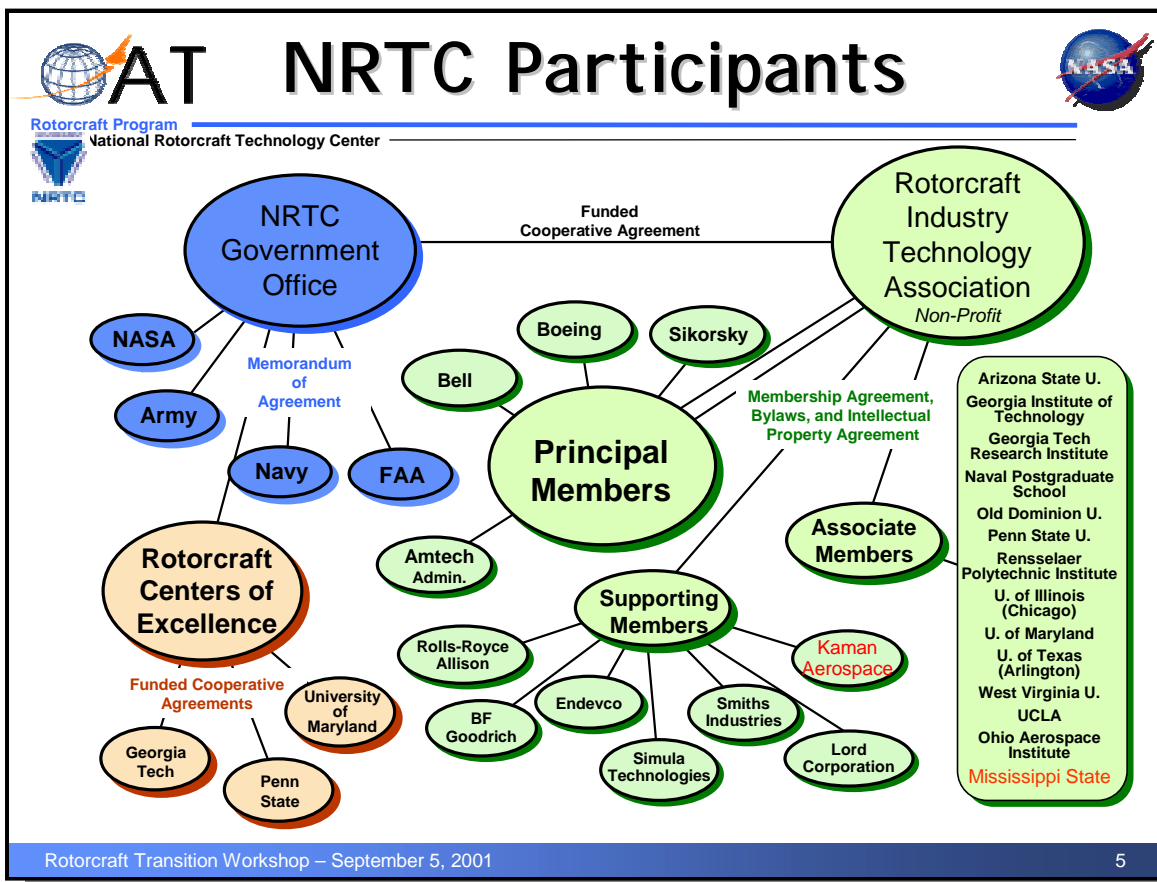 OAT
NRTC Participants
NASA
Rotorcraft Program
National Rotorcraft Technology Center
NRTC
NRTC
Government
Office
Funded
Cooperative Agreement
Rotorcraft
Industry
Technology
Association
Non-Profit
NASA
Army
Navy
FAA
Memorandum
of
Agreement
Bell
Boeing
Sikorsky
Principal
Members
Amtech
Admin.
Membership Agreement,
Bylaws, and Intellectual
Property Agreement
Associate
Members
Arizona State U.
Georgia Institute of
Technology
Georgia Tech
Research Institute
Naval Postgraduate
School
Old Dominion U.
Penn State U.
Rensselaer
Polytechnic Institute
U. of Illinois
(Chicago)
U. of Maryland
U. of Texas
(Arlington)
West Virginia U.
UCLA
Ohio Aerospace
Institute
Mississippi State
Rotorcraft
Centers of
Excellence
Funded Cooperative
Agreements
Georgia
Tech
Penn
State
University
of
Maryland
Supporting
Members
Rolls-Royce
Allison
BF
Goodrich
Endevco
Simula
Technologies
Smiths
Industries
Lord
Corporation
Kaman
Aerospace
Rotorcraft Transition Workshop – September 5, 2001
5